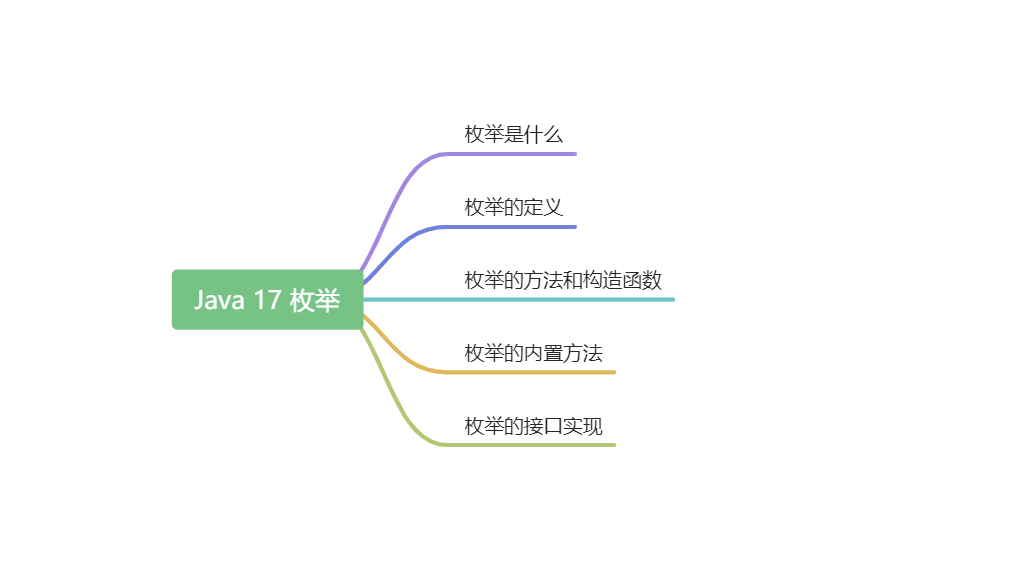 枚举是什么
枚举的定义
枚举的方法和构造函数
Java 17 枚举
枚举的内置方法
枚举的接口实现